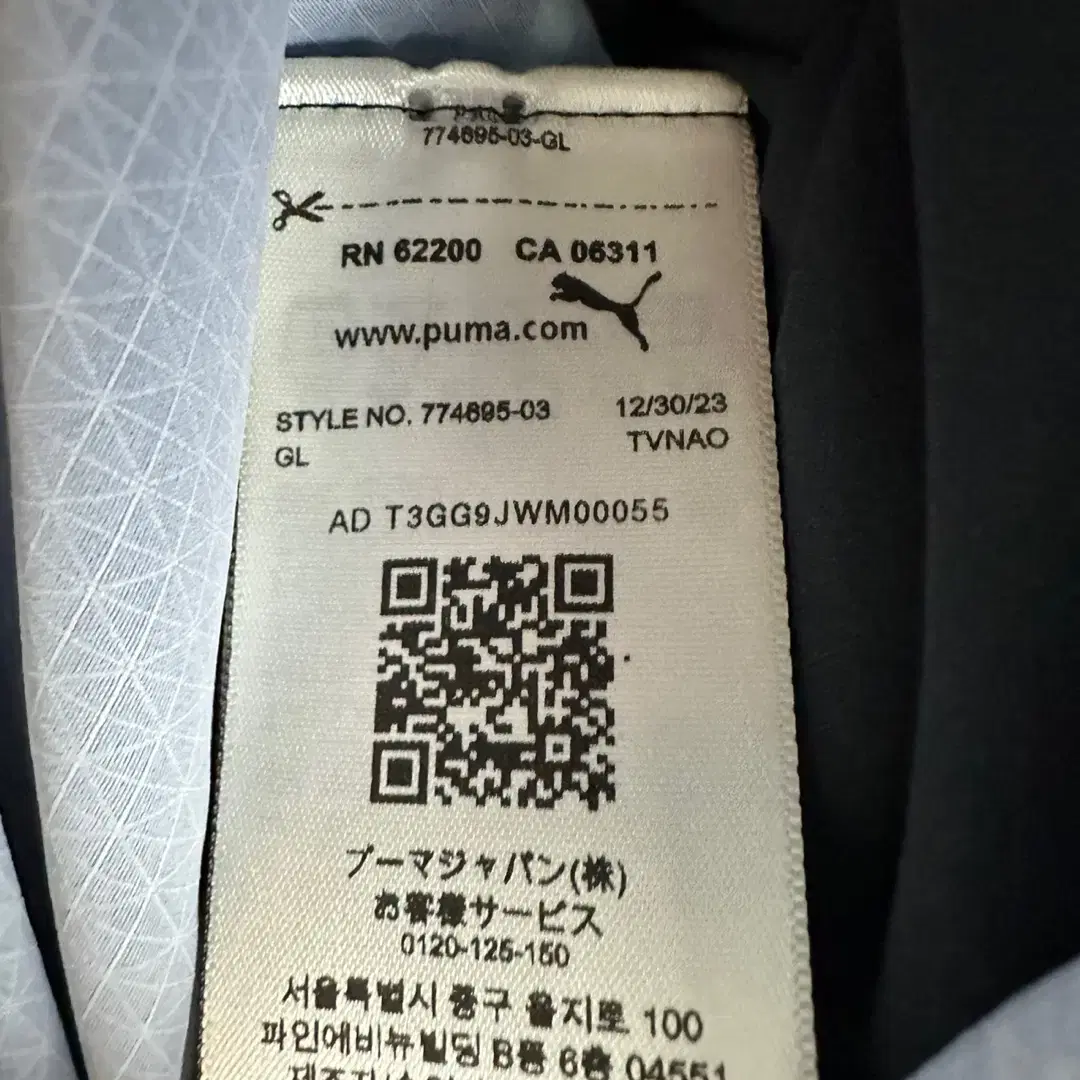 774695-03-GL
RN 62200 CA 06311
www.puma.com
STYLE NO. 774695-03 12/30/23
GL TVNAO
AD T3GG9JWM00055
プーマジャパン(株)
お客様サービス
0120-125-150
서울특별시 중구 을지로 100
파인에비뉴빌딩 B동 6층 04551